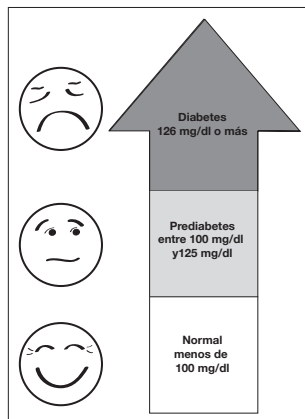 Diabetes
126 mg/dl o más
Prediabetes
entre 100 mg/dl
y125 mg/dl
Normal
menos de
100 mg/dl